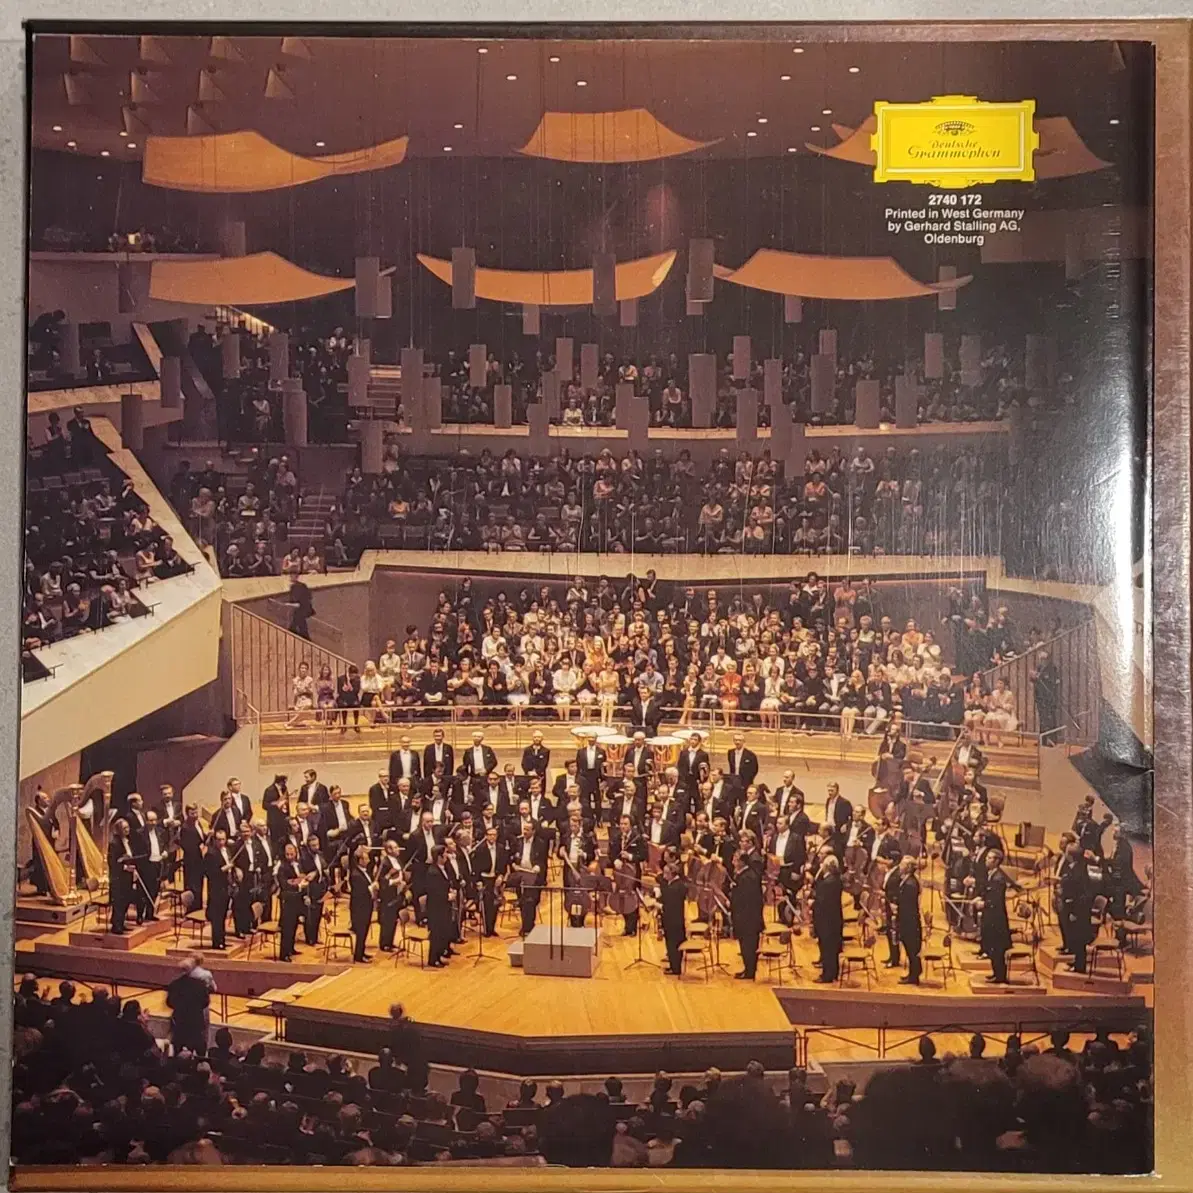 Deutsche
Grammophon
2740 172
Printed in West Germany
by Gerhard Stalling AG,
Oldenburg